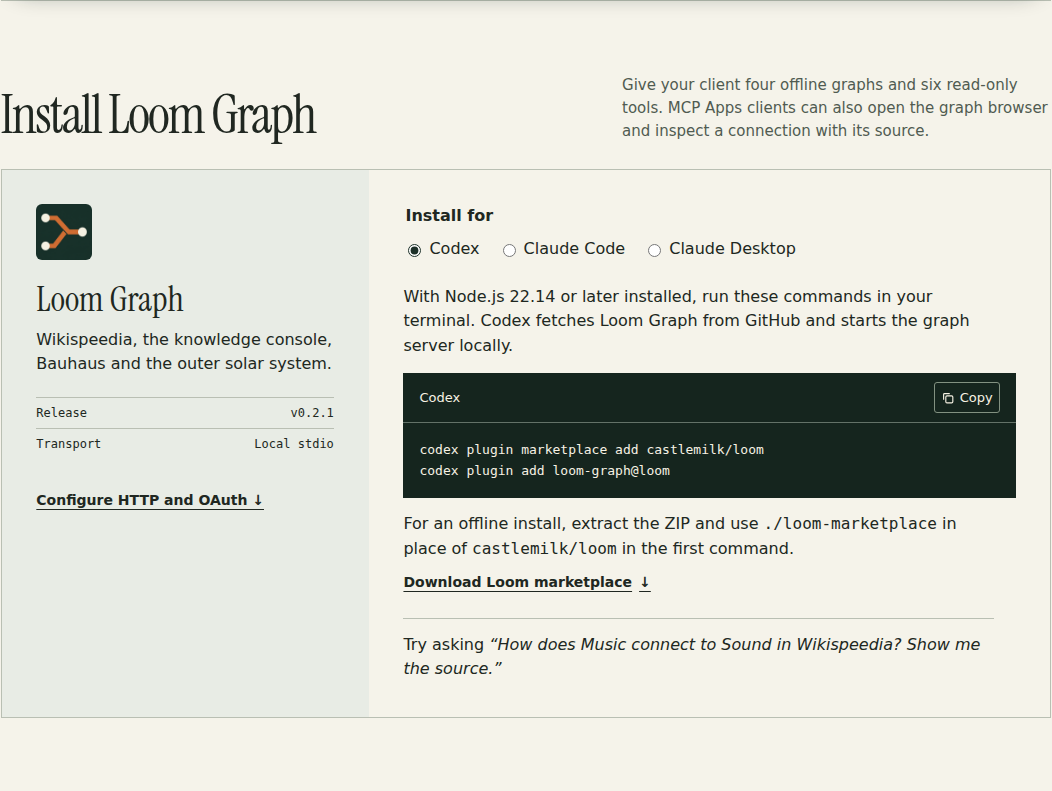 Install Loom Graph
Give your client four offline graphs and six read-only
tools. MCP Apps clients can also open the graph browser
and inspect a connection with its source.
Loom Graph
Wikispeedia, the knowledge console,
Bauhaus and the outer solar system.
Release v0.2.1
Transport Local stdio
Configure HTTP and OAuth ↓
Install for
Codex Claude Code Claude Desktop
With Node.js 22.14 or later installed, run these commands in your
terminal. Codex fetches Loom Graph from GitHub and starts the graph
server locally.
Codex Copy
codex plugin marketplace add castlemilk/loom
codex plugin add loom-graph@loom
For an offline install, extract the ZIP and use ./loom-marketplace in
place of castlemilk/loom in the first command.
Download Loom marketplace ↓
Try asking “How does Music connect to Sound in Wikispeedia? Show me
the source.”